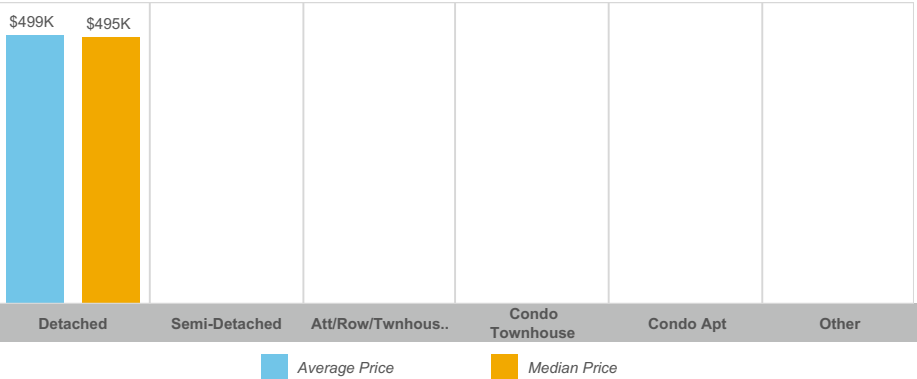 $499K
$495K
Detached
Semi-Detached
Att/Row/Twnhous..
Condo
Townhouse
Condo Apt
Other
Average Price
Median Price